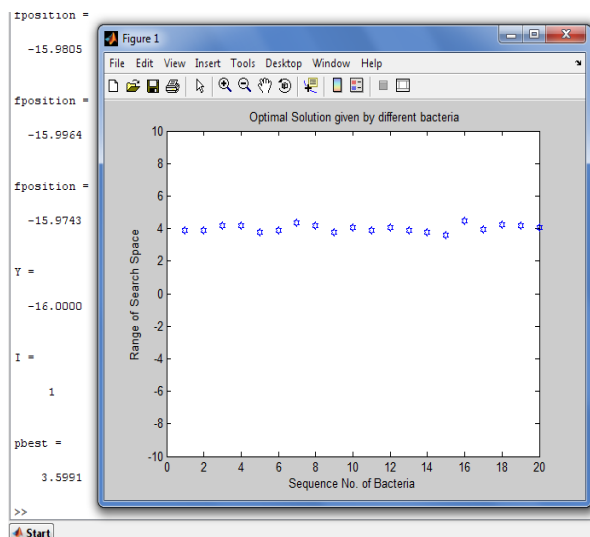 fposition =
-15.9805
fposition =
-15.9964
fposition =
-15.9743
Y =
-16.0000
I =
1
pbest =
3.5991
>>
Start
Figure 1
File Edit View Insert Tools Desktop Window Help
Optimal Solution given by different bacteria
Range of Search Space
10
8
6
4
2
0
-2
-4
-6
-8
-10
0 2 4 6 8 10 12 14 16 18 20
Sequence No. of Bacteria